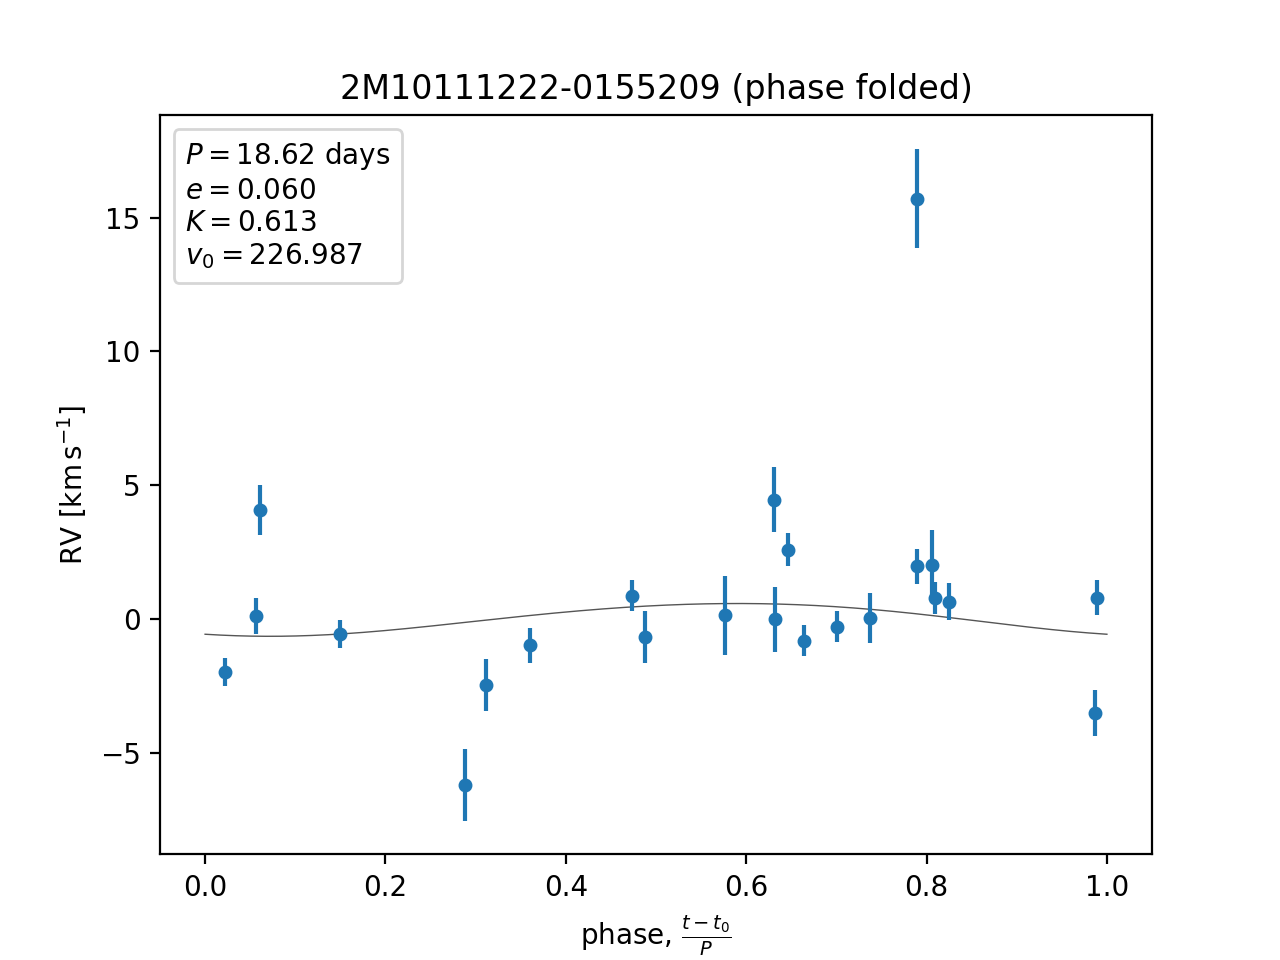 2M10111222-0155209 (phase folded)
P = 18.62 days
e = 0.060
K = 0.613
v₀ = 226.987
15
10
5
0
−5
RV [km s⁻¹]
0.0 0.2 0.4 0.6 0.8 1.0
phase, (t − t₀)/P